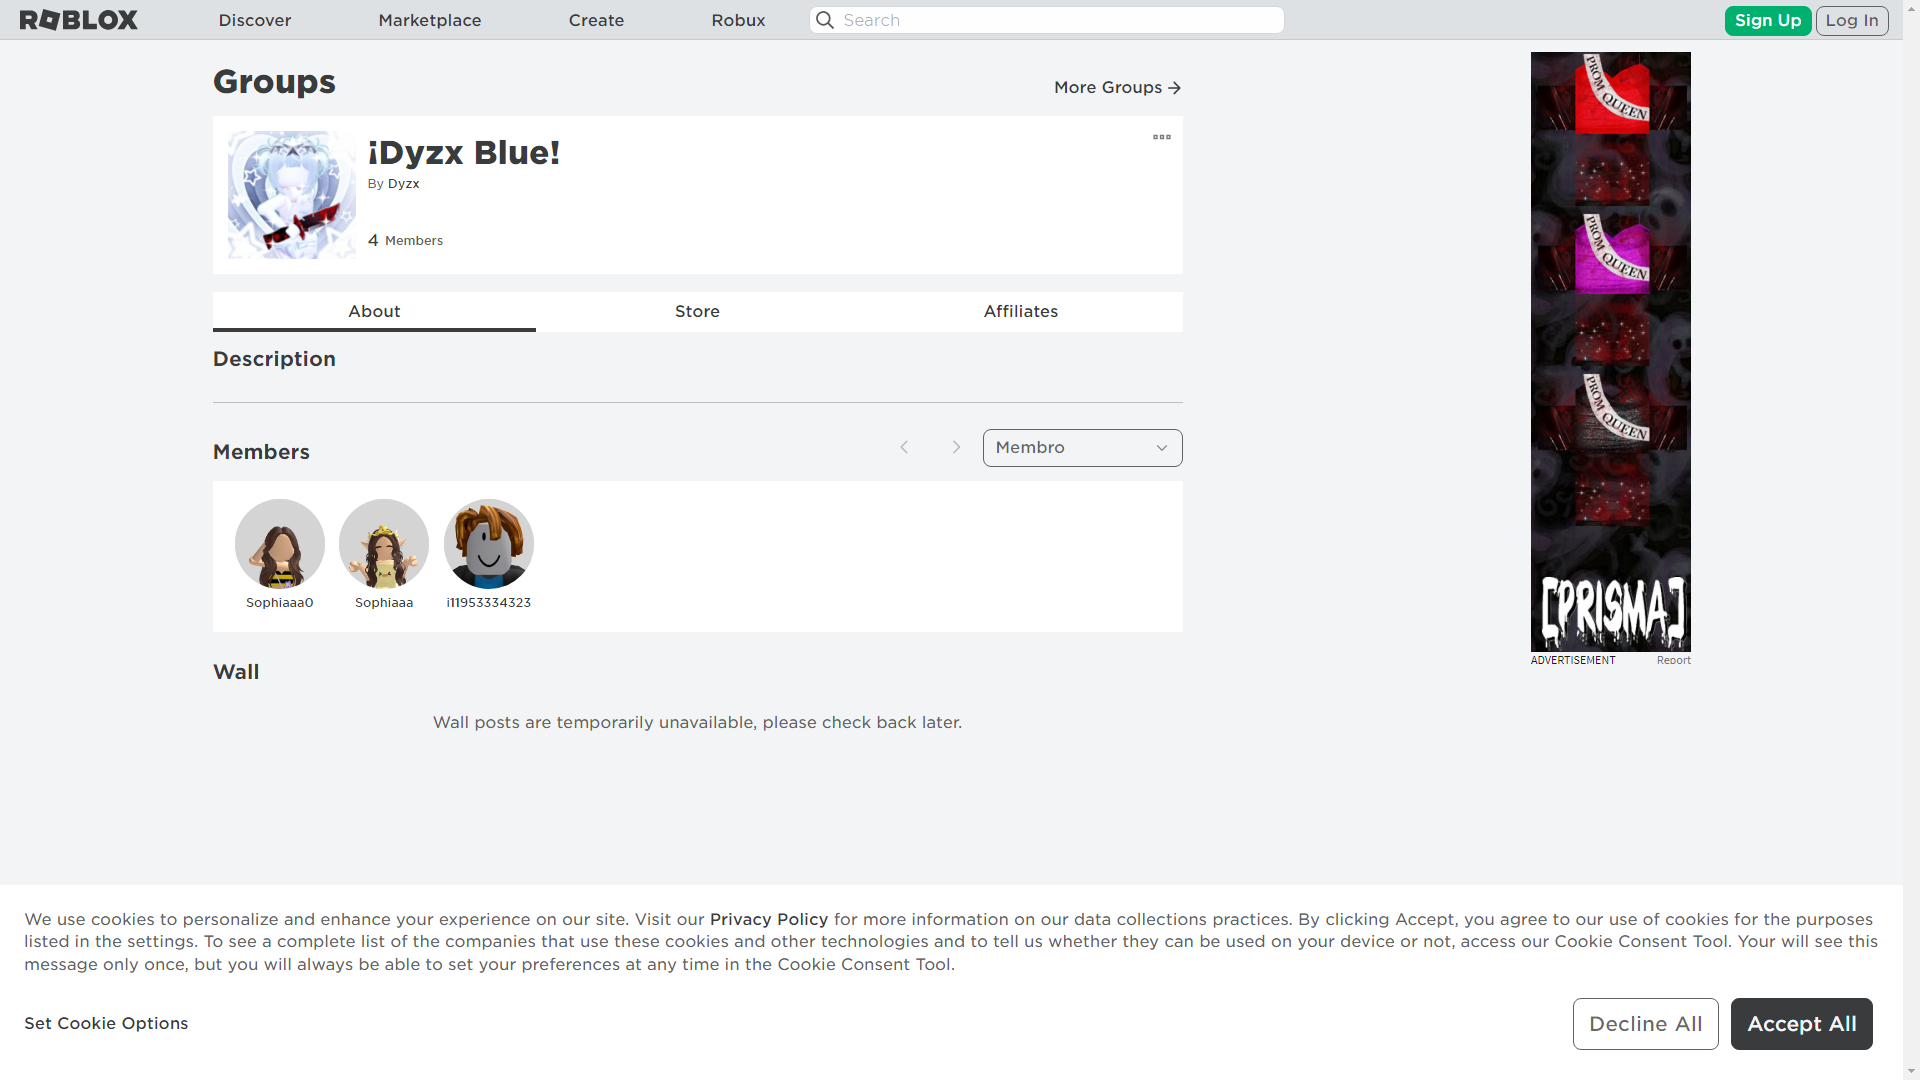 ROBLOX
Discover
Marketplace
Create
Robux
Search
Sign Up
Log In
Groups
More Groups
¡Dyzx Blue!
By Dyzx
4 Members
About
Store
Affiliates
Description
Members
Membro
Sophiaaa0
Sophiaaa
i11953334323
Wall
Wall posts are temporarily unavailable, please check back later.
PROM QUEEN
PROM QUEEN
PROM QUEEN
[PRISMA]
ADVERTISEMENT
Report
We use cookies to personalize and enhance your experience on our site. Visit our Privacy Policy for more information on our data collections practices. By clicking Accept, you agree to our use of cookies for the purposes
listed in the settings. To see a complete list of the companies that use these cookies and other technologies and to tell us whether they can be used on your device or not, access our Cookie Consent Tool. Your will see this
message only once, but you will always be able to set your preferences at any time in the Cookie Consent Tool.
Set Cookie Options
Decline All
Accept All